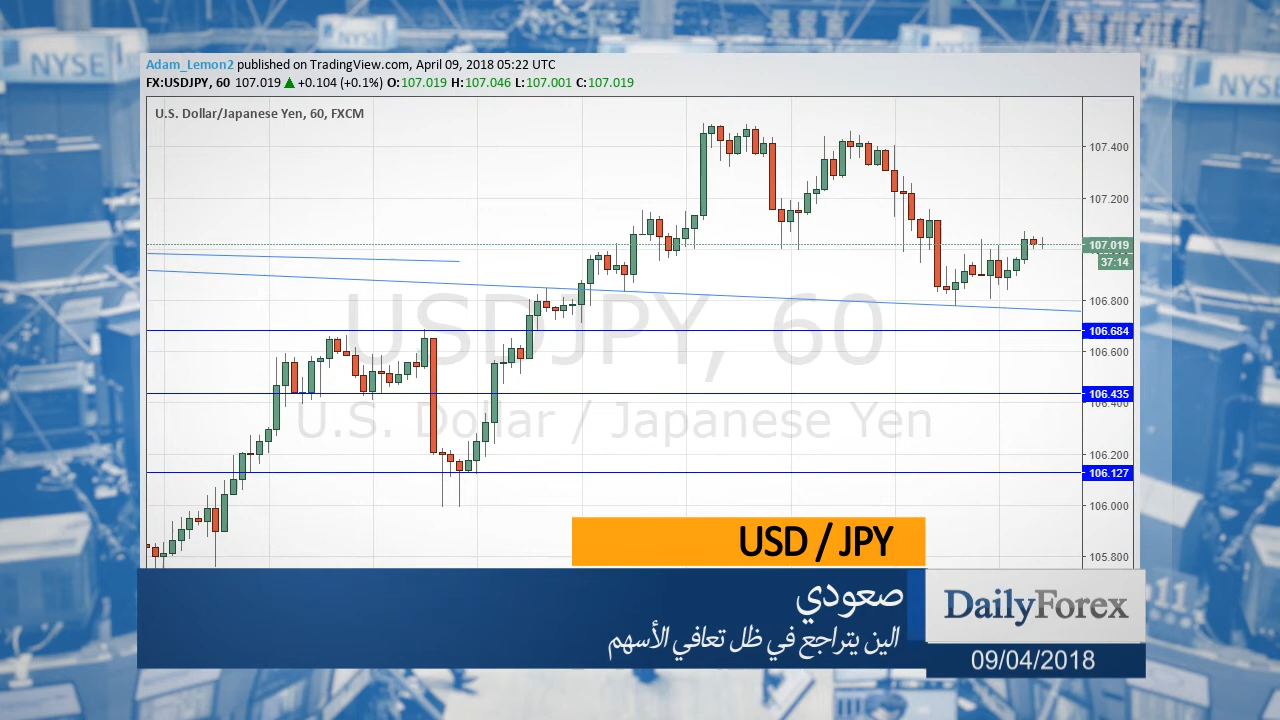 NYSE
NYSE
NYSE
NYSE
Adam_Lemon2 published on TradingView.com, April 09, 2018 05:22 UTC
FX:USDJPY, 60 107.019 ▲ +0.104 (+0.1%) O:107.019 H:107.046 L:107.001 C:107.019
U.S. Dollar/Japanese Yen, 60, FXCM
107.400
107.200
107.019
37:14
106.800
106.684
106.600
106.435
106.400
106.200
106.127
106.000
105.800
USDJPY, 60
U.S. Dollar / Japanese Yen
USD / JPY
صعودي
الين يتراجع في ظل تعافي الأسهم
DailyForex
09/04/2018